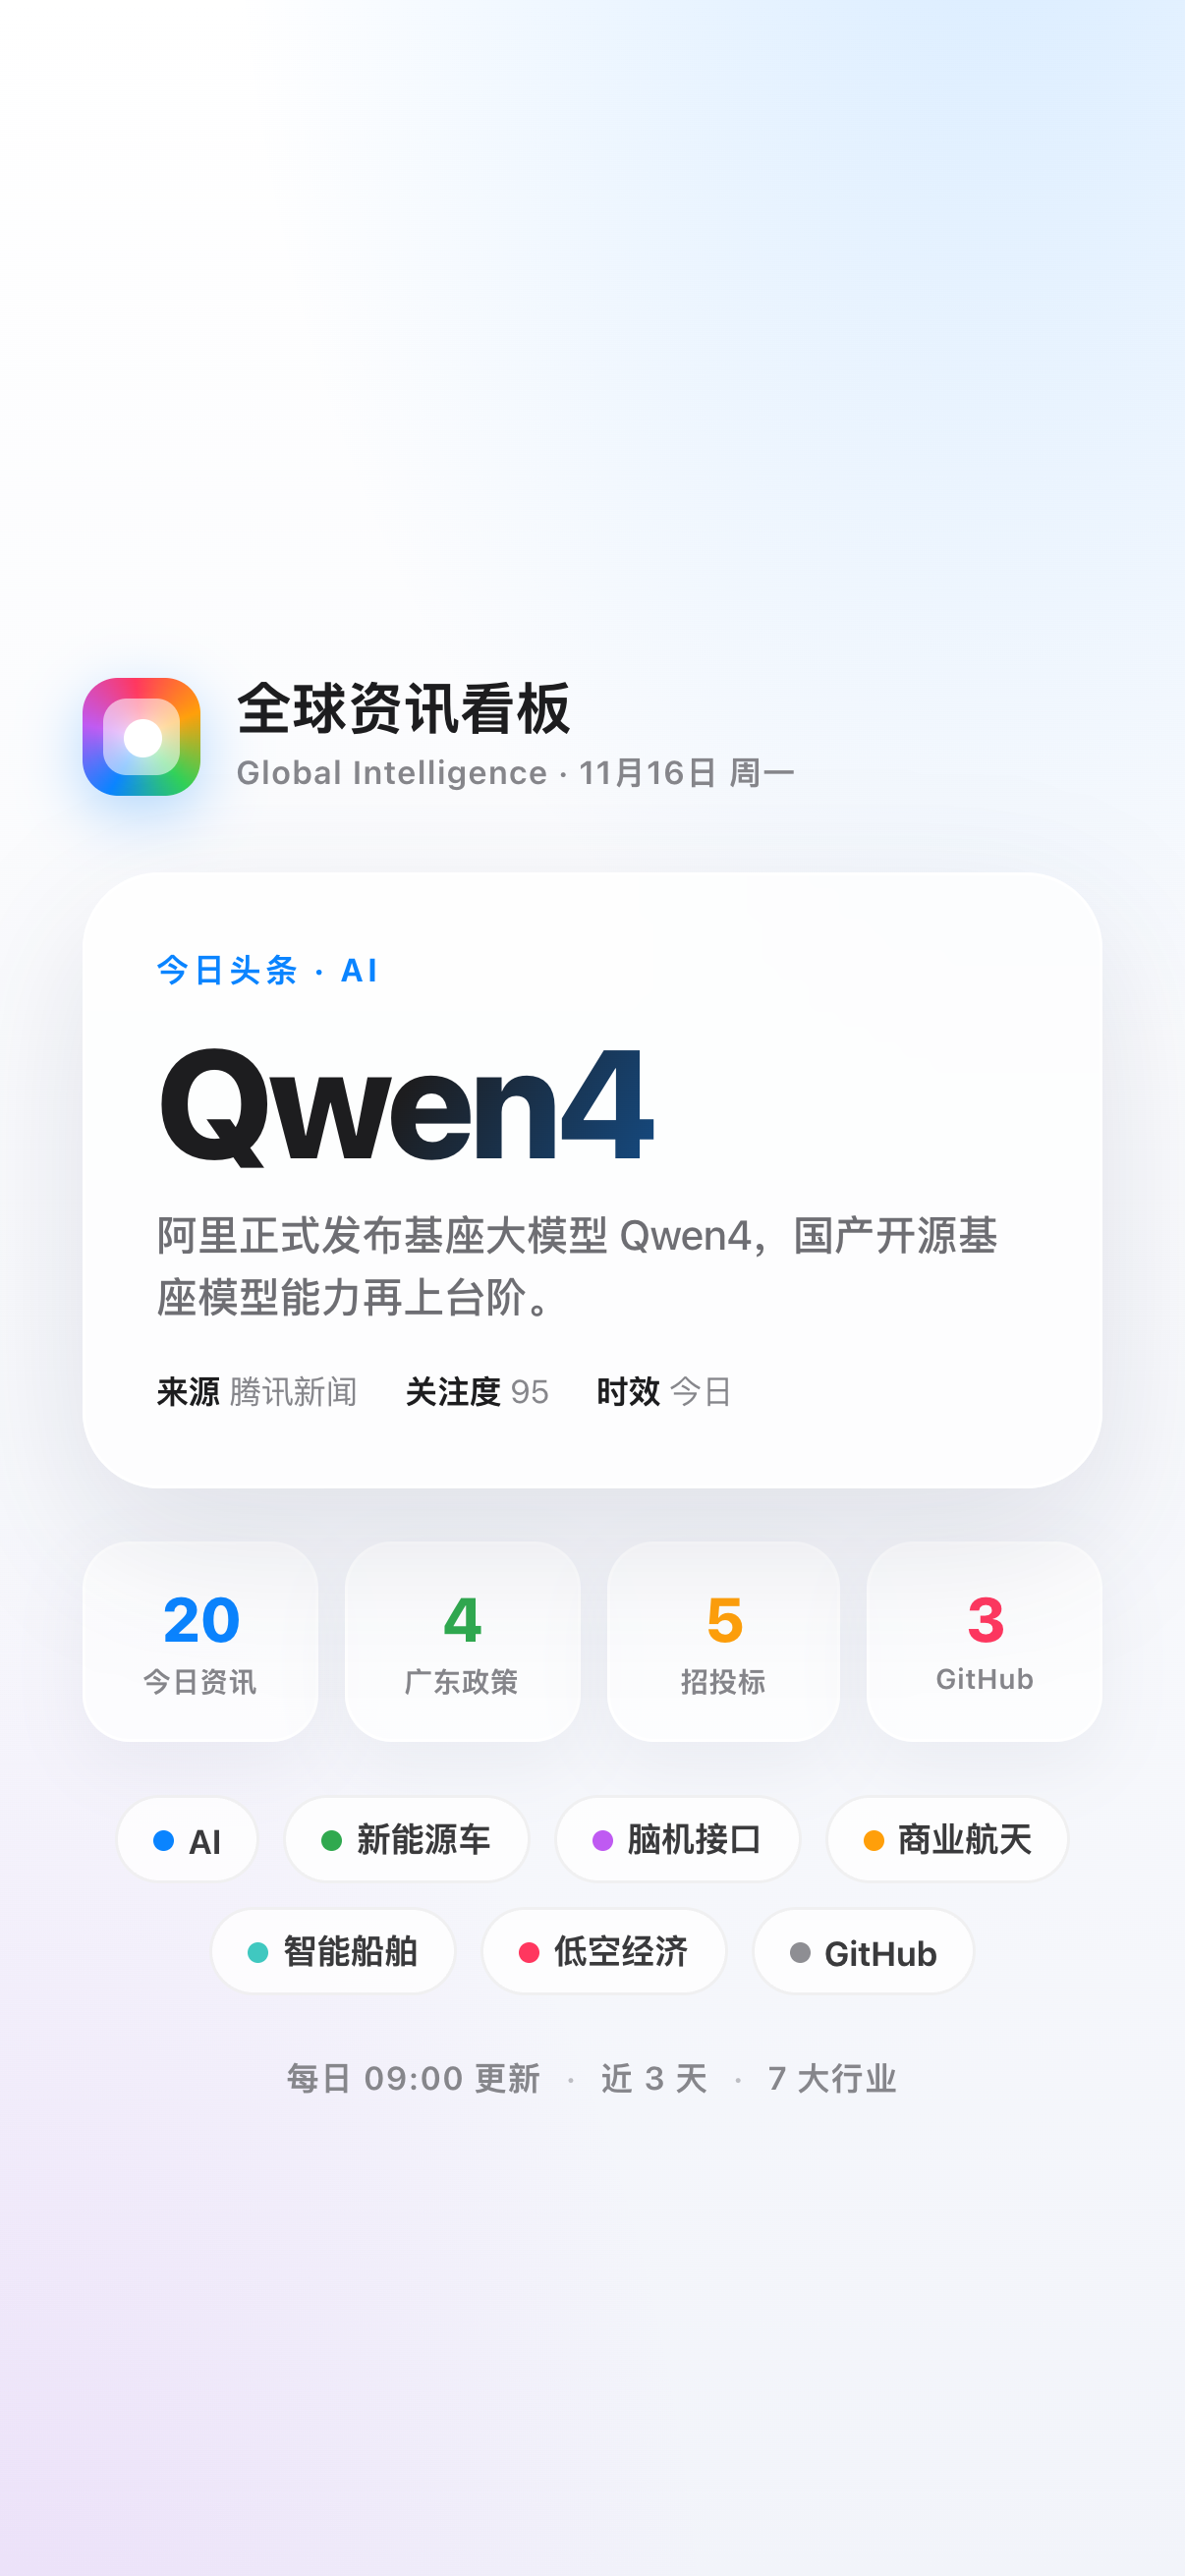 全球资讯看板
Global Intelligence · 11月16日 周一
今日头条 · AI
Qwen4
阿里正式发布基座大模型 Qwen4，国产开源基
座模型能力再上台阶。
来源 腾讯新闻 关注度 95 时效 今日
20 4 5 3
今日资讯 广东政策 招投标 GitHub
AI 新能源车 脑机接口 商业航天
智能船舶 低空经济 GitHub
每日 09:00 更新 · 近 3 天 · 7 大行业